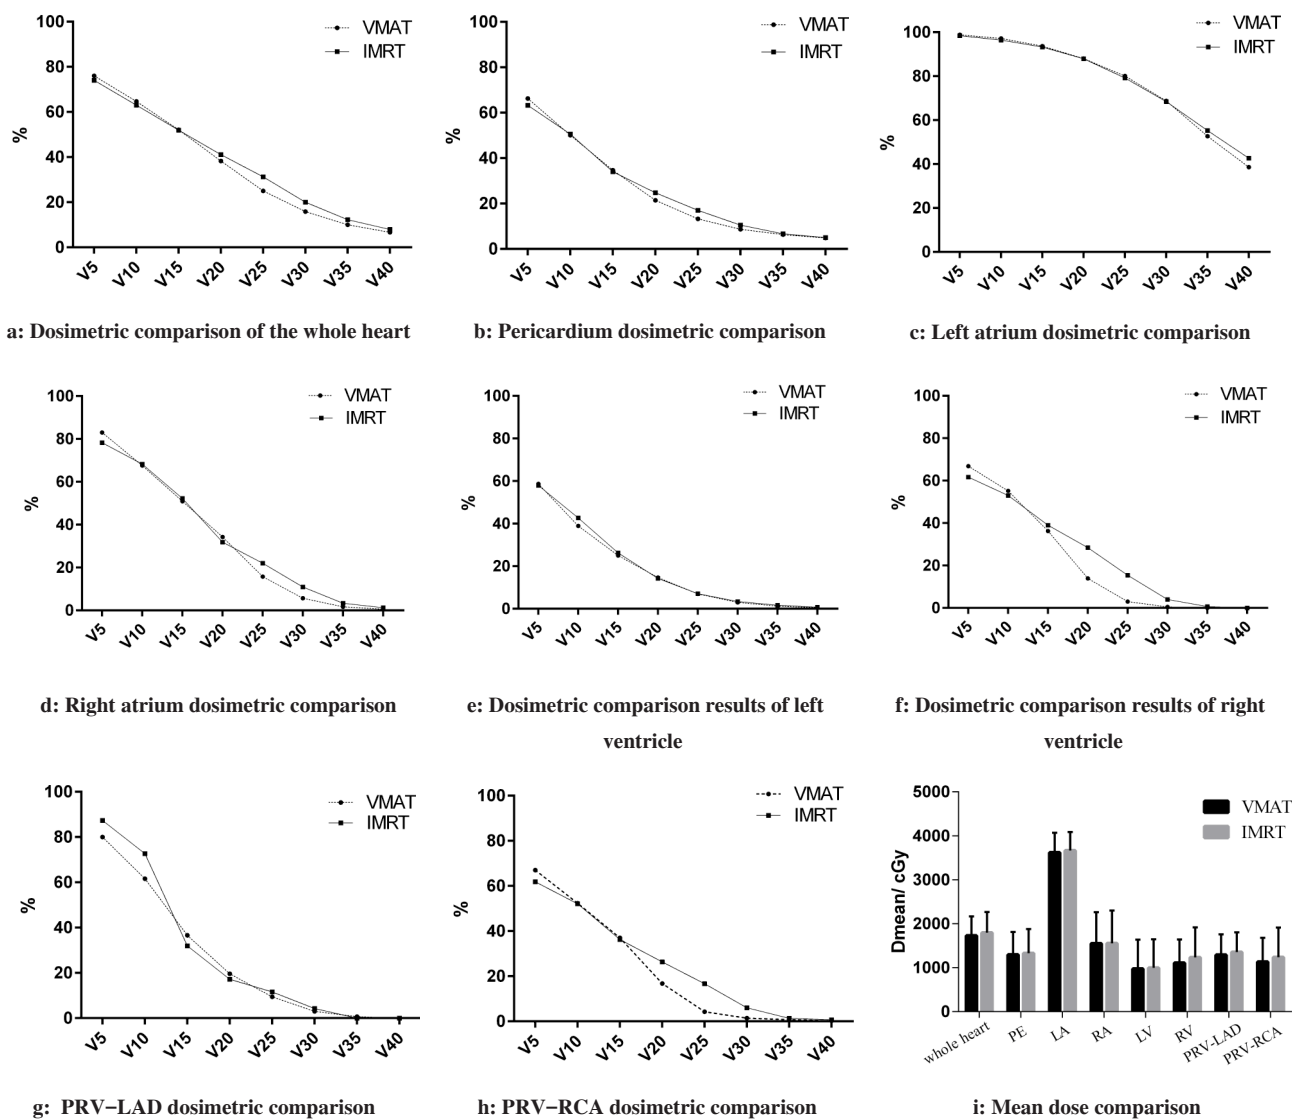 100
80
60
40
20
0
%
VMAT
IMRT
V5
V10
V15
V20
V25
V30
V35
V40
a: Dosimetric comparison of the whole heart
100
80
60
40
20
0
%
VMAT
IMRT
V5
V10
V15
V20
V25
V30
V35
V40
b: Pericardium dosimetric comparison
100
80
60
40
20
0
%
VMAT
IMRT
V5
V10
V15
V20
V25
V30
V35
V40
c: Left atrium dosimetric comparison
100
80
60
40
20
0
%
VMAT
IMRT
V5
V10
V15
V20
V25
V30
V35
V40
d: Right atrium dosimetric comparison
100
80
60
40
20
0
%
VMAT
IMRT
V5
V10
V15
V20
V25
V30
V35
V40
e: Dosimetric comparison results of left
ventricle
100
80
60
40
20
0
%
VMAT
IMRT
V5
V10
V15
V20
V25
V30
V35
V40
f: Dosimetric comparison results of right
ventricle
100
80
60
40
20
0
%
VMAT
IMRT
V5
V10
V15
V20
V25
V30
V35
V40
g: PRV−LAD dosimetric comparison
100
80
60
40
20
0
%
VMAT
IMRT
V5
V10
V15
V20
V25
V30
V35
V40
h: PRV−RCA dosimetric comparison
5000
4000
3000
2000
1000
0
Dmean/ cGy
VMAT
IMRT
whole heart
PE
LA
RA
LV
RV
PRV-LAD
PRV-RCA
i: Mean dose comparison